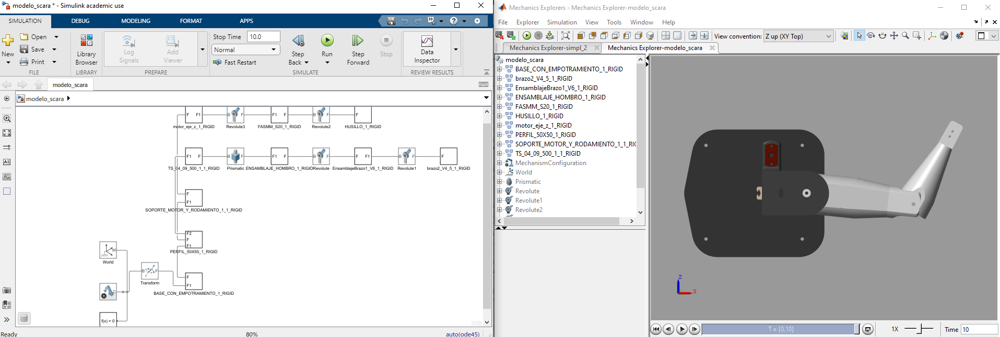 modelo_scara * - Simulink academic use
SIMULATION DEBUG MODELING FORMAT APPS
New
Open
Save
Print
FILE
Library Browser
LIBRARY
Log Signals
Add Viewer
PREPARE
Stop Time 10.0
Normal
Fast Restart
Step Back
Run
Step Forward
Stop
SIMULATE
Data Inspector
REVIEW RESULTS
modelo_scara
modelo_scara
F F1
motor_eje_z_1_RIGID
B F
Revolute3
F F1
FASMM_S20_1_RIGID
B F
Revolute2
F
HUSILLO_1_RIGID
F1 F
TS_04_09_500_1_1_RIGID
B F
Prismatic
F F1
ENSAMBLAJE_HOMBRO_1_RIGID
B F
Revolute
F F1
EnsamblajeBrazo1_V6_1_RIGID
B F
Revolute1
F
brazo2_V4_5_1_RIGID
F
F1
SOPORTE_MOTOR_Y_RODAMIENTO_1_1_RIGID
F2
F
F1
PERFIL_50X50_1_RIGID
W
World
B F
Transform
F
F1
BASE_CON_EMPOTRAMIENTO_1_RIGID
C
f(x) = 0
Ready 80% auto(ode45)
Mechanics Explorers - Mechanics Explorer-modelo_scara
File Explorer Simulation View Tools Window Help
View convention: Z up (XY Top)
Mechanics Explorer-simpl_2 Mechanics Explorer-modelo_scara
modelo_scara
BASE_CON_EMPOTRAMIENTO_1_RIGID
brazo2_V4_5_1_RIGID
EnsamblajeBrazo1_V6_1_RIGID
ENSAMBLAJE_HOMBRO_1_RIGID
FASMM_S20_1_RIGID
HUSILLO_1_RIGID
motor_eje_z_1_RIGID
PERFIL_50X50_1_RIGID
SOPORTE_MOTOR_Y_RODAMIENTO_1_1_RIG
TS_04_09_500_1_1_RIGID
MechanismConfiguration
World
Prismatic
Revolute
Revolute1
Revolute2
Z
X
T = [0,10]
1X
Time 10